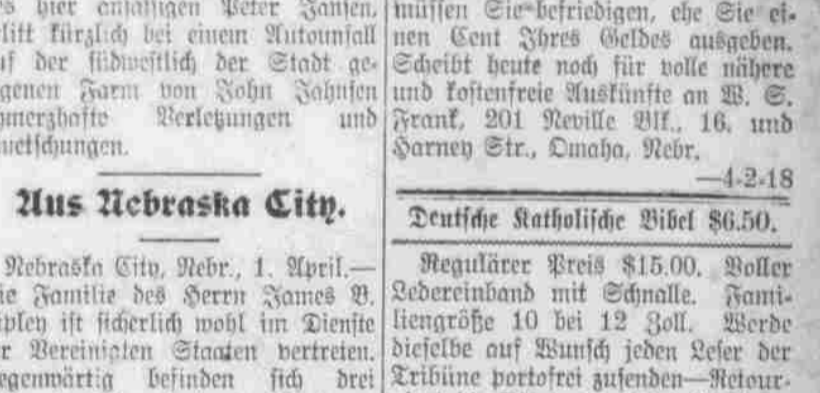 hier ansässigen Peter Jansen,
litt kürzlich bei einem Autounfall
der südwestlich der Stadt ge-
genen Farm von John Jahnsen
Verletzungen und
uetschungen.
Aus Nebraska City.
Nebraska City, Nebr., 1. April.—
ie Familie des Herrn James B.
pley ist sicherlich wohl im Dienste
r Vereinigten Staaten vertreten.
egenwärtig befinden sich drei
müssen Sie befriedigen, ehe Sie ei-
nen Cent Ihres Geldes ausgeben.
Scheibt heute noch für volle nähere
und kostenfreie Auskünfte an W. S.
Frank, 201 Neville Blk., 16. und
Harney Str., Omaha, Nebr.
—4-2-18
Deutsche Katholische Bibel $6.50.
Regulärer Preis $15.00. Voller
Ledereinband mit Schnalle. Fami-
liengröße 10 bei 12 Zoll. Werde
dieselbe auf Wunsch jeden Leser der
Tribüne portofrei zusenden—Retour-